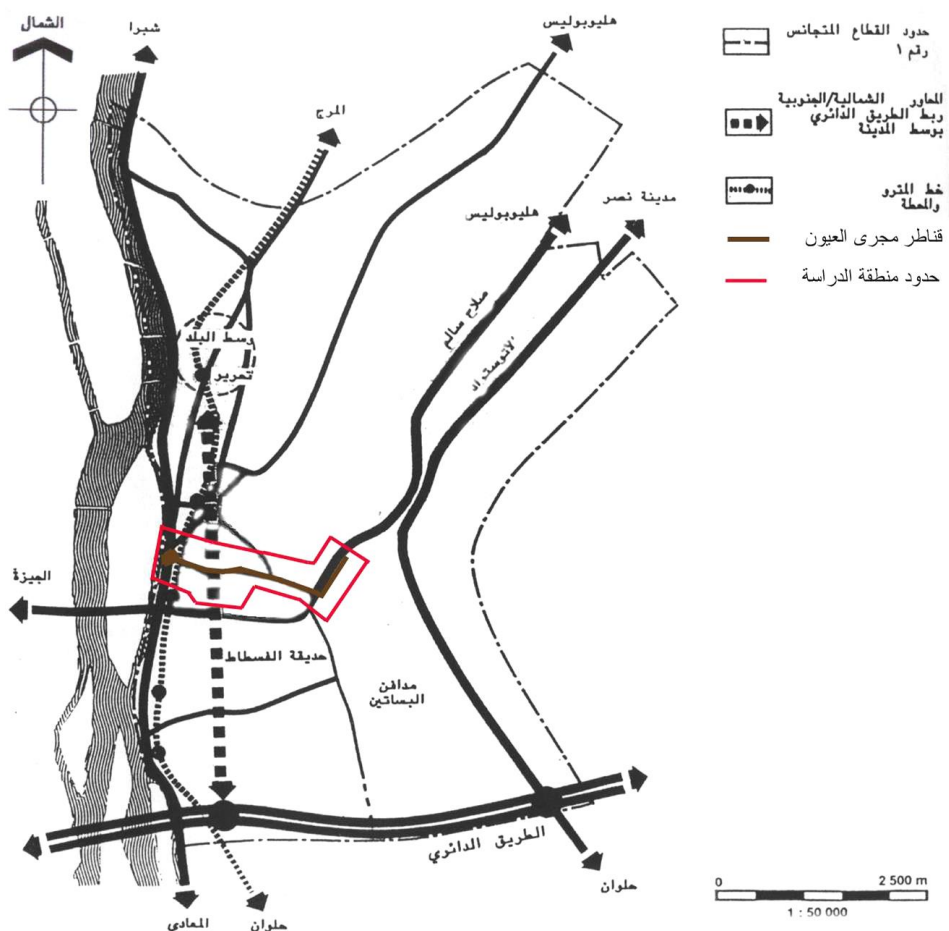 الشمال
شبرا
هليوبوليس
حدود القطاع المتجانس
رقم ١
المحاور الشمالية/الجنوبية
ربط الطريق الدائري
بوسط المدينة
المرج
خط المترو
والمحطة
مدينة نصر
هليوبوليس
قناطر مجرى العيون
حدود منطقة الدراسة
صلاح سالم
وسط البلد
الجيزة
حديقة الفسطاط
مدافن
البساتين
الطريق الدائري
حلوان
المعادي
حلوان
0 2 500 m
1 : 50 000